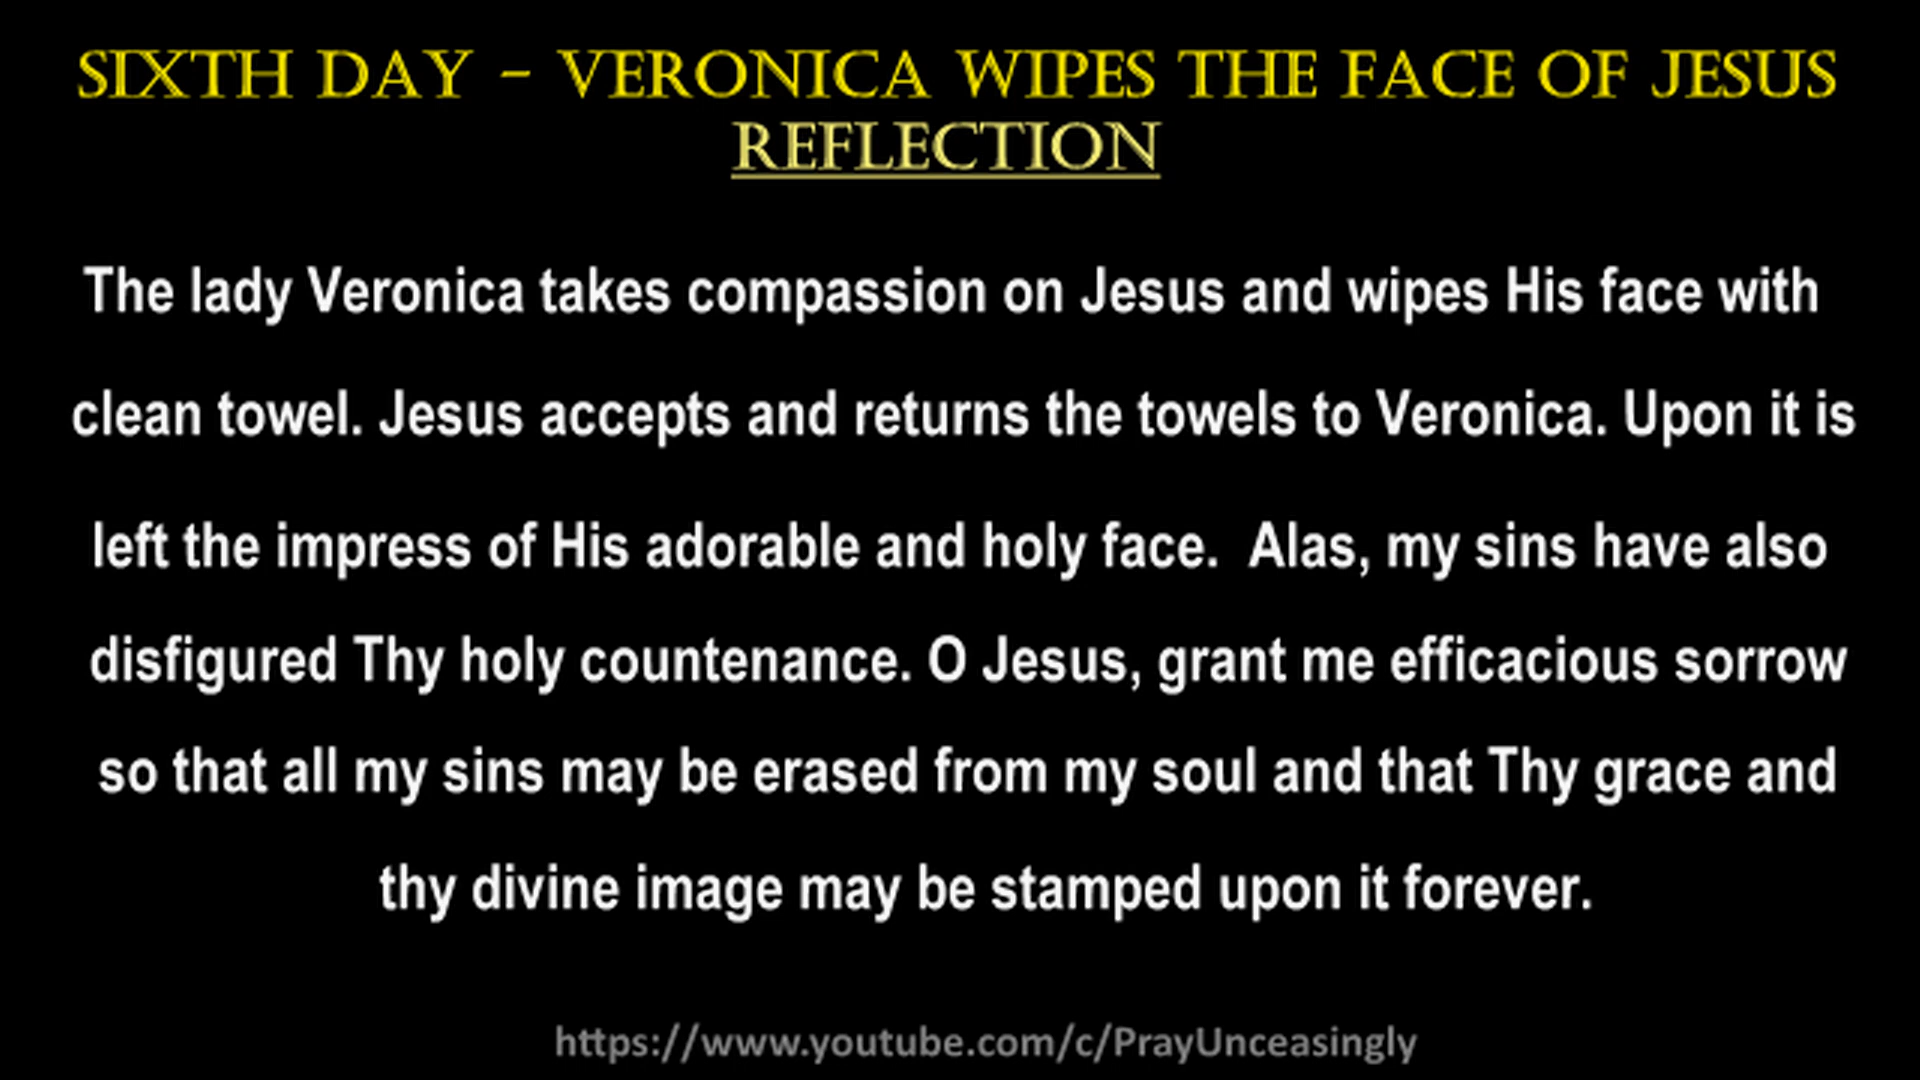 SIXTH DAY - VERONICA WIPES THE FACE OF JESUS
REFLECTION
The lady Veronica takes compassion on Jesus and wipes His face with
clean towel. Jesus accepts and returns the towels to Veronica. Upon it is
left the impress of His adorable and holy face.  Alas, my sins have also
disfigured Thy holy countenance. O Jesus, grant me efficacious sorrow
so that all my sins may be erased from my soul and that Thy grace and
thy divine image may be stamped upon it forever.
https://www.youtube.com/c/PrayUnceasingly